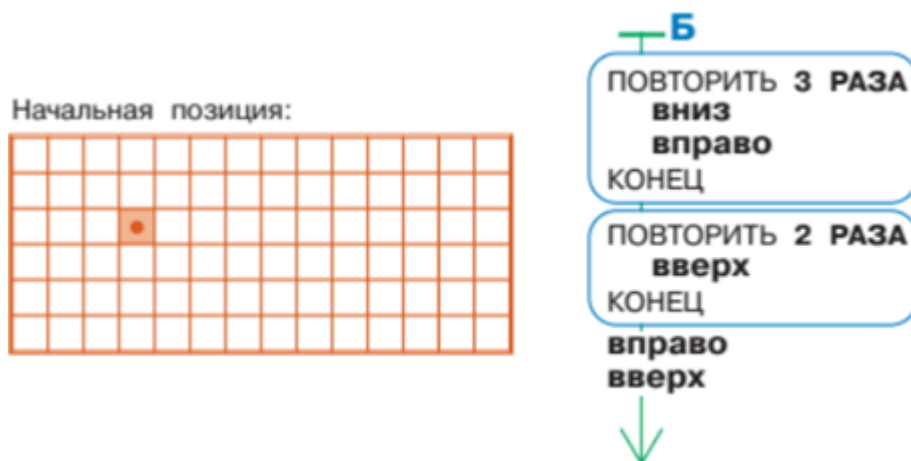 Начальная позиция:
Б
ПОВТОРИТЬ 3 РАЗА
вниз
вправо
КОНЕЦ
ПОВТОРИТЬ 2 РАЗА
вверх
КОНЕЦ
вправо
вверх